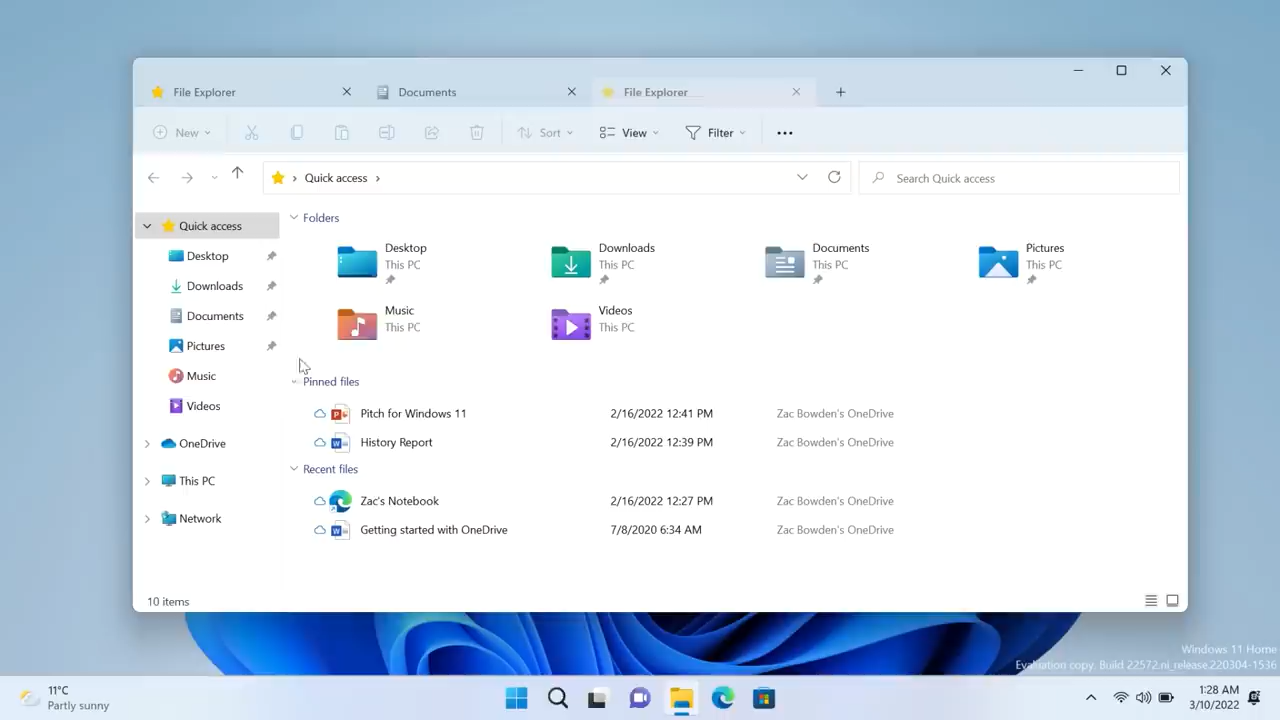 File Explorer
Documents
File Explorer
New
Sort
View
Filter
Quick access
Search Quick access
Quick access
Desktop
Downloads
Documents
Pictures
Music
Videos
OneDrive
This PC
Network
Folders
Desktop
This PC
Downloads
This PC
Documents
This PC
Pictures
This PC
Music
This PC
Videos
This PC
Pinned files
Pitch for Windows 11 2/16/2022 12:41 PM Zac Bowden's OneDrive
History Report 2/16/2022 12:39 PM Zac Bowden's OneDrive
Recent files
Zac's Notebook 2/16/2022 12:27 PM Zac Bowden's OneDrive
Getting started with OneDrive 7/8/2020 6:34 AM Zac Bowden's OneDrive
10 items
Windows 11 Home
Evaluation copy. Build 22572.ni_release.220304-1536
11°C
Partly sunny
1:28 AM
3/10/2022